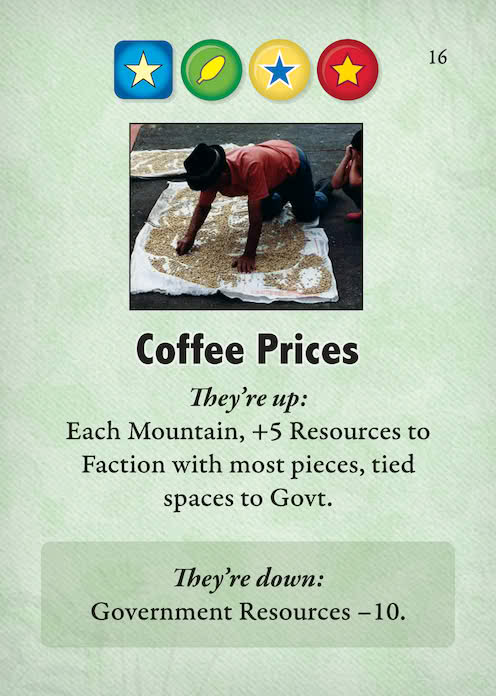 16
Coffee Prices
They're up:
Each Mountain, +5 Resources to
Faction with most pieces, tied
spaces to Govt.
They're down:
Government Resources –10.